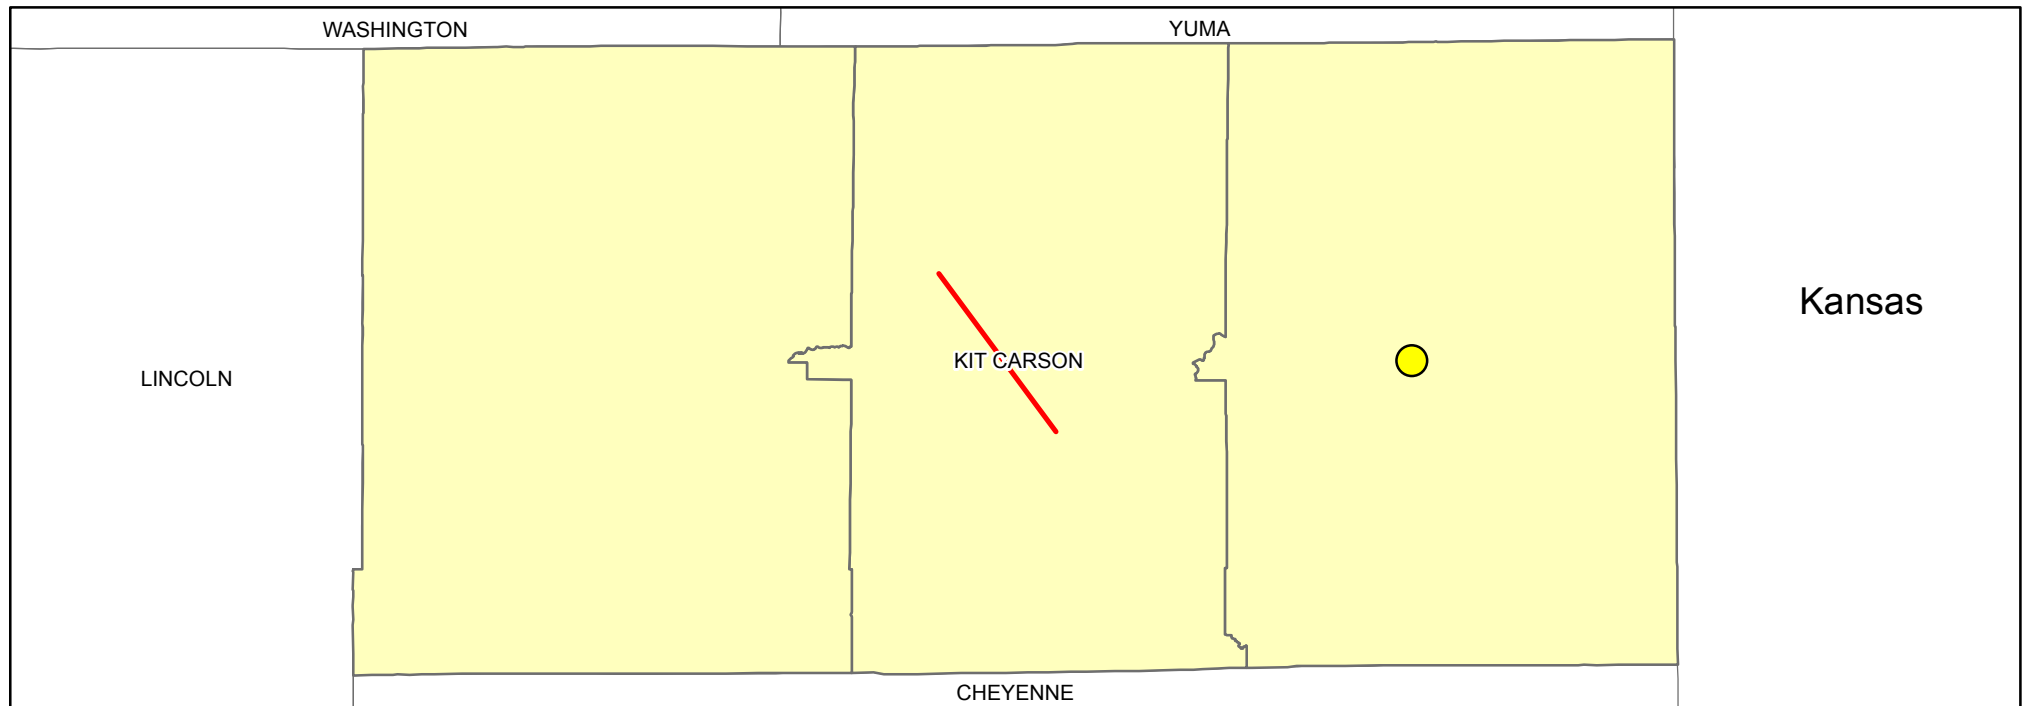 WASHINGTON
YUMA
Kansas
KIT CARSON
LINCOLN
CHEYENNE